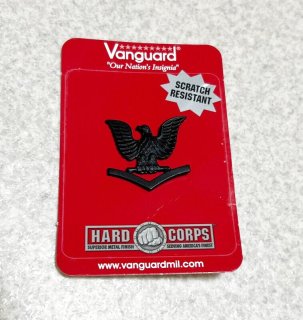 Vanguard®
"Our Nation's Insignia"
SCRATCH
RESISTANT
HARD CORPS
SUPERIOR METAL FINISH SERVING AMERICA'S FINEST
www.vanguardmil.com